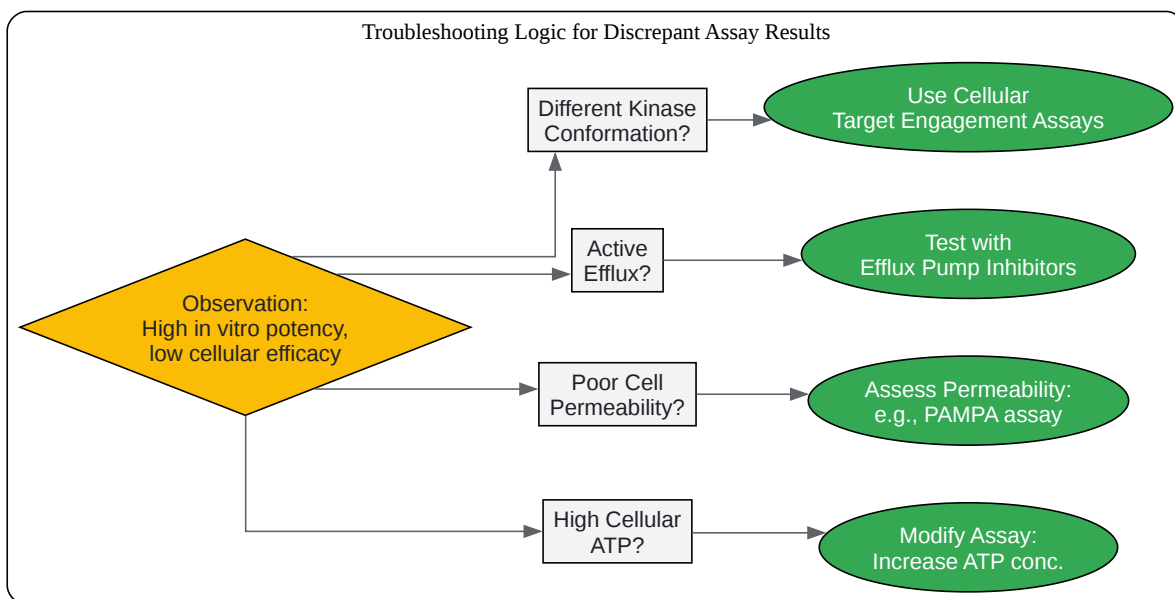 Troubleshooting Logic for Discrepant Assay Results
Different Kinase
Conformation?
Use Cellular
Target Engagement Assays
Active
Efflux?
Test with
Efflux Pump Inhibitors
Observation:
High in vitro potency,
low cellular efficacy
Poor Cell
Permeability?
Assess Permeability:
e.g., PAMPA assay
High Cellular
ATP?
Modify Assay:
Increase ATP conc.